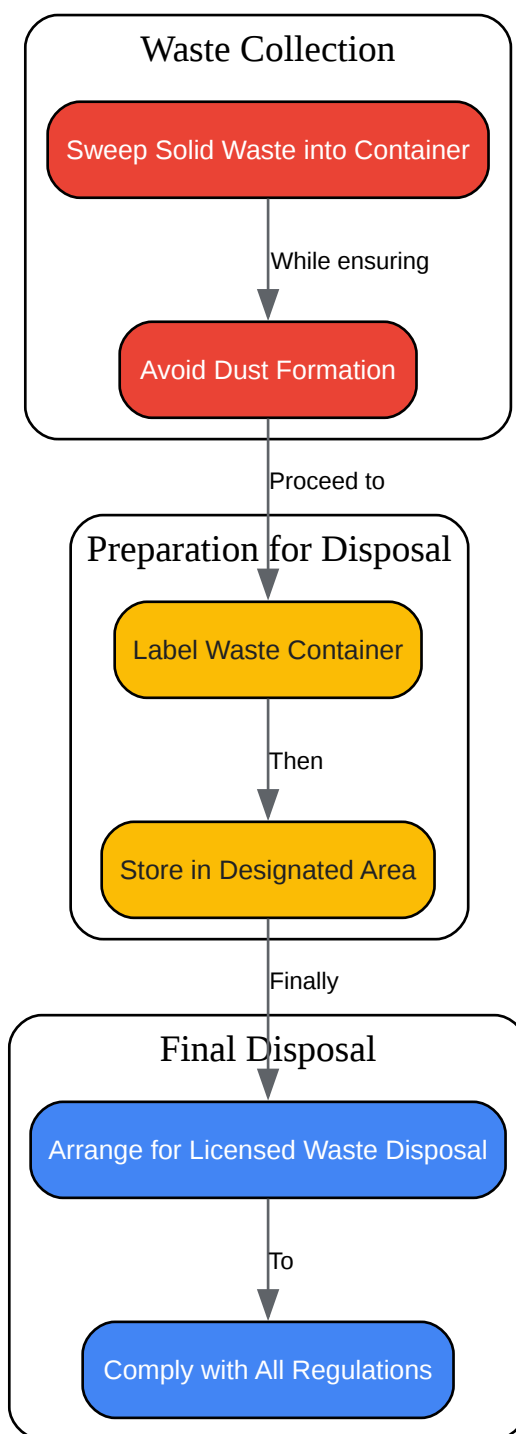 Waste Collection
Sweep Solid Waste into Container
While ensuring
Avoid Dust Formation
Proceed to
Preparation for Disposal
Label Waste Container
Then
Store in Designated Area
Finally
Final Disposal
Arrange for Licensed Waste Disposal
To
Comply with All Regulations